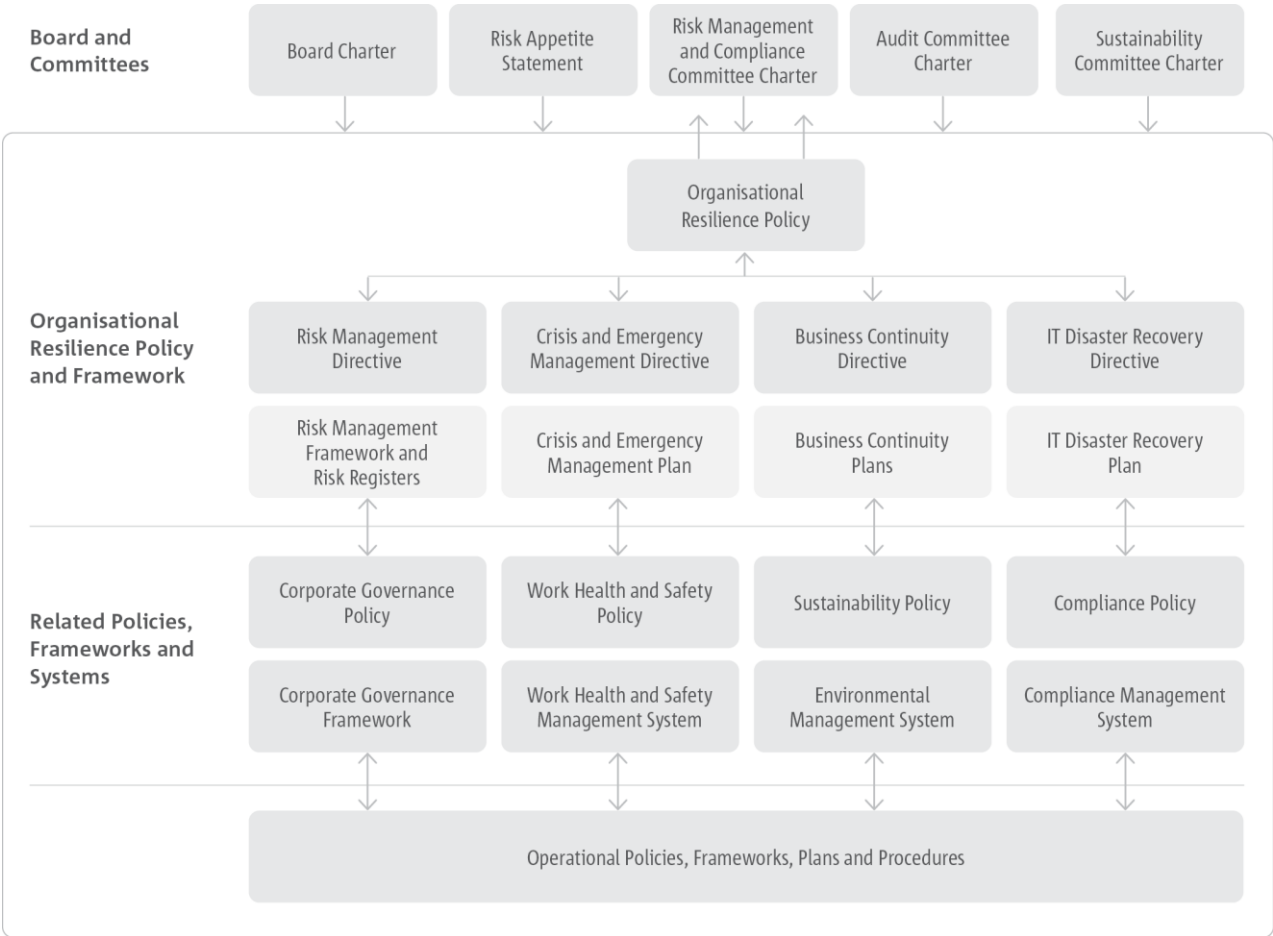 Board and
Committees
Board Charter
Risk Appetite
Statement
Risk Management
and Compliance
Committee Charter
Audit Committee
Charter
Sustainability
Committee Charter
Organisational
Resilience Policy
Organisational
Resilience Policy
and Framework
Risk Management
Directive
Crisis and Emergency
Management Directive
Business Continuity
Directive
IT Disaster Recovery
Directive
Risk Management
Framework and
Risk Registers
Crisis and Emergency
Management Plan
Business Continuity
Plans
IT Disaster Recovery
Plan
Related Policies,
Frameworks and
Systems
Corporate Governance
Policy
Work Health and Safety
Policy
Sustainability Policy
Compliance Policy
Corporate Governance
Framework
Work Health and Safety
Management System
Environmental
Management System
Compliance Management
System
Operational Policies, Frameworks, Plans and Procedures